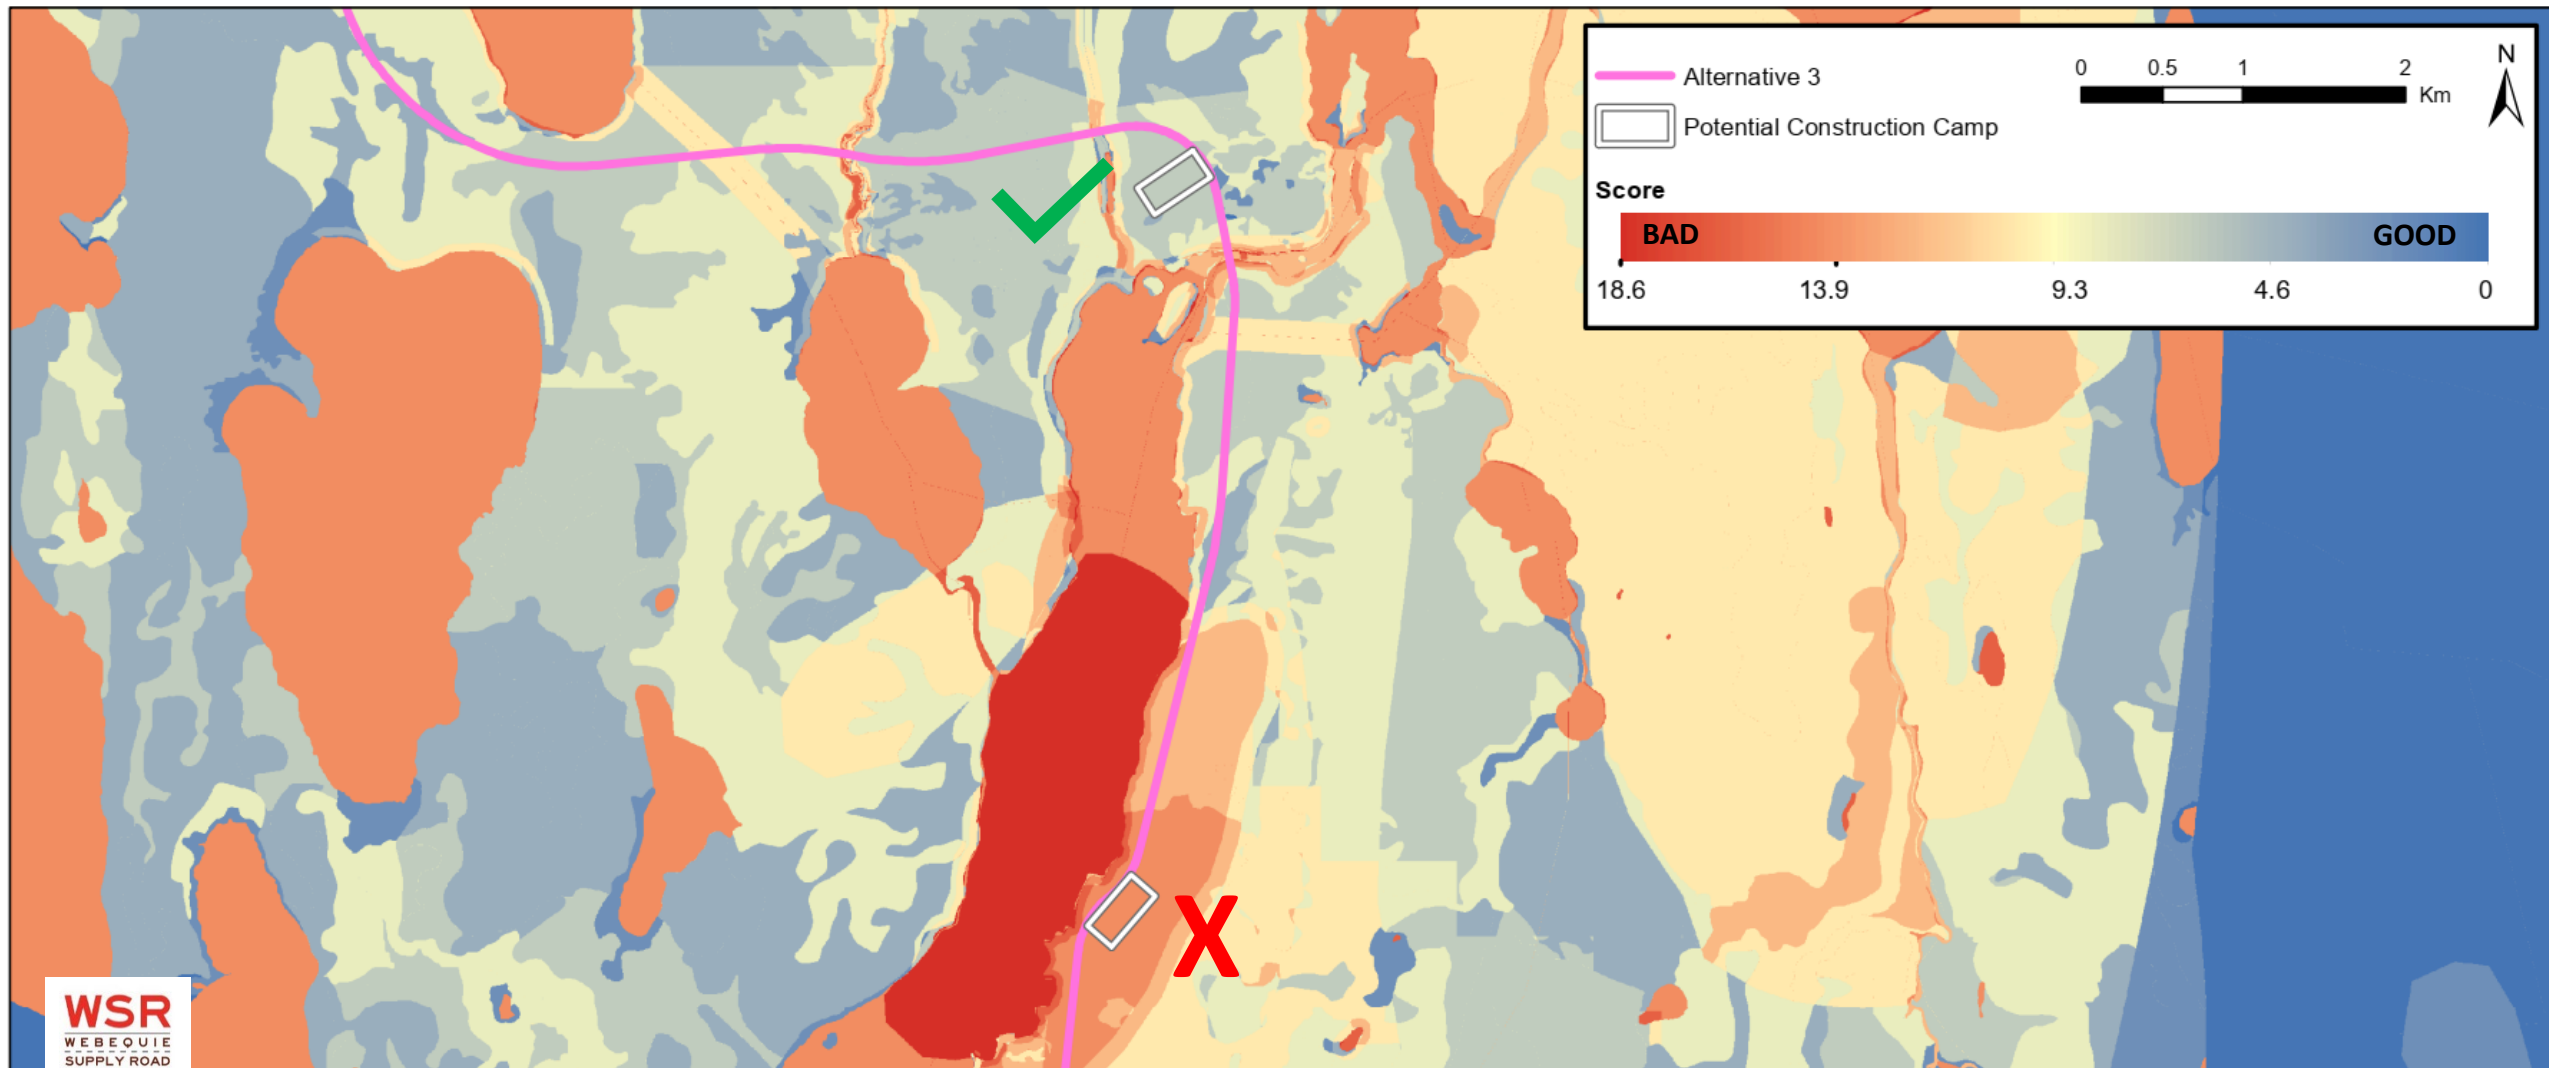 Alternative 3
Potential Construction Camp
0 0.5 1 2
Km
N
Score
BAD GOOD
18.6 13.9 9.3 4.6 0
X
WSR
WEBEQUIE
SUPPLY ROAD